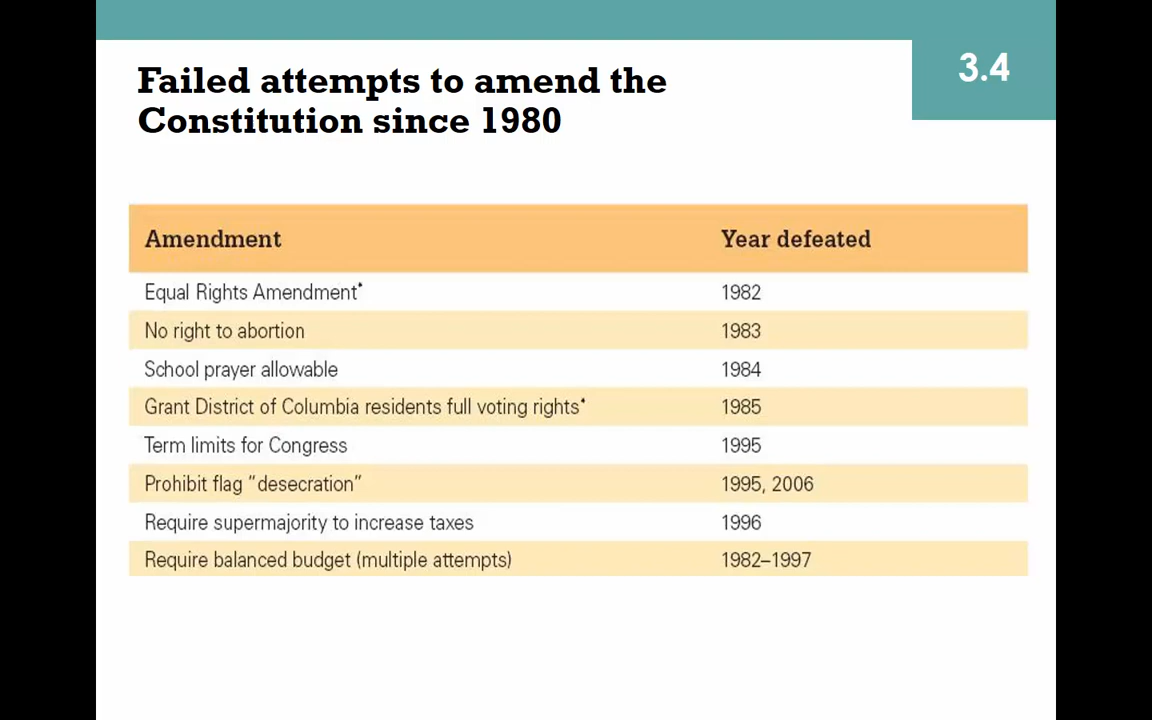 3.4
Failed attempts to amend the
Constitution since 1980
Amendment Year defeated
Equal Rights Amendment* 1982
No right to abortion 1983
School prayer allowable 1984
Grant District of Columbia residents full voting rights* 1985
Term limits for Congress 1995
Prohibit flag “desecration” 1995, 2006
Require supermajority to increase taxes 1996
Require balanced budget (multiple attempts) 1982–1997